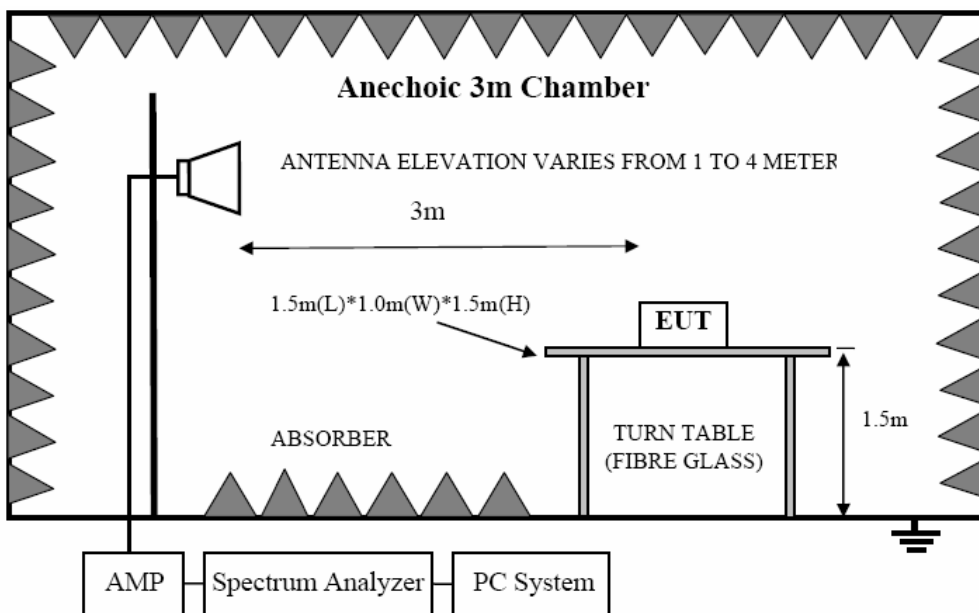 Anechoic 3m Chamber
ANTENNA ELEVATION VARIES FROM 1 TO 4 METER
3m
1.5m(L)*1.0m(W)*1.5m(H)
EUT
1.5m
ABSORBER
TURN TABLE
(FIBRE GLASS)
AMP
Spectrum Analyzer
PC System